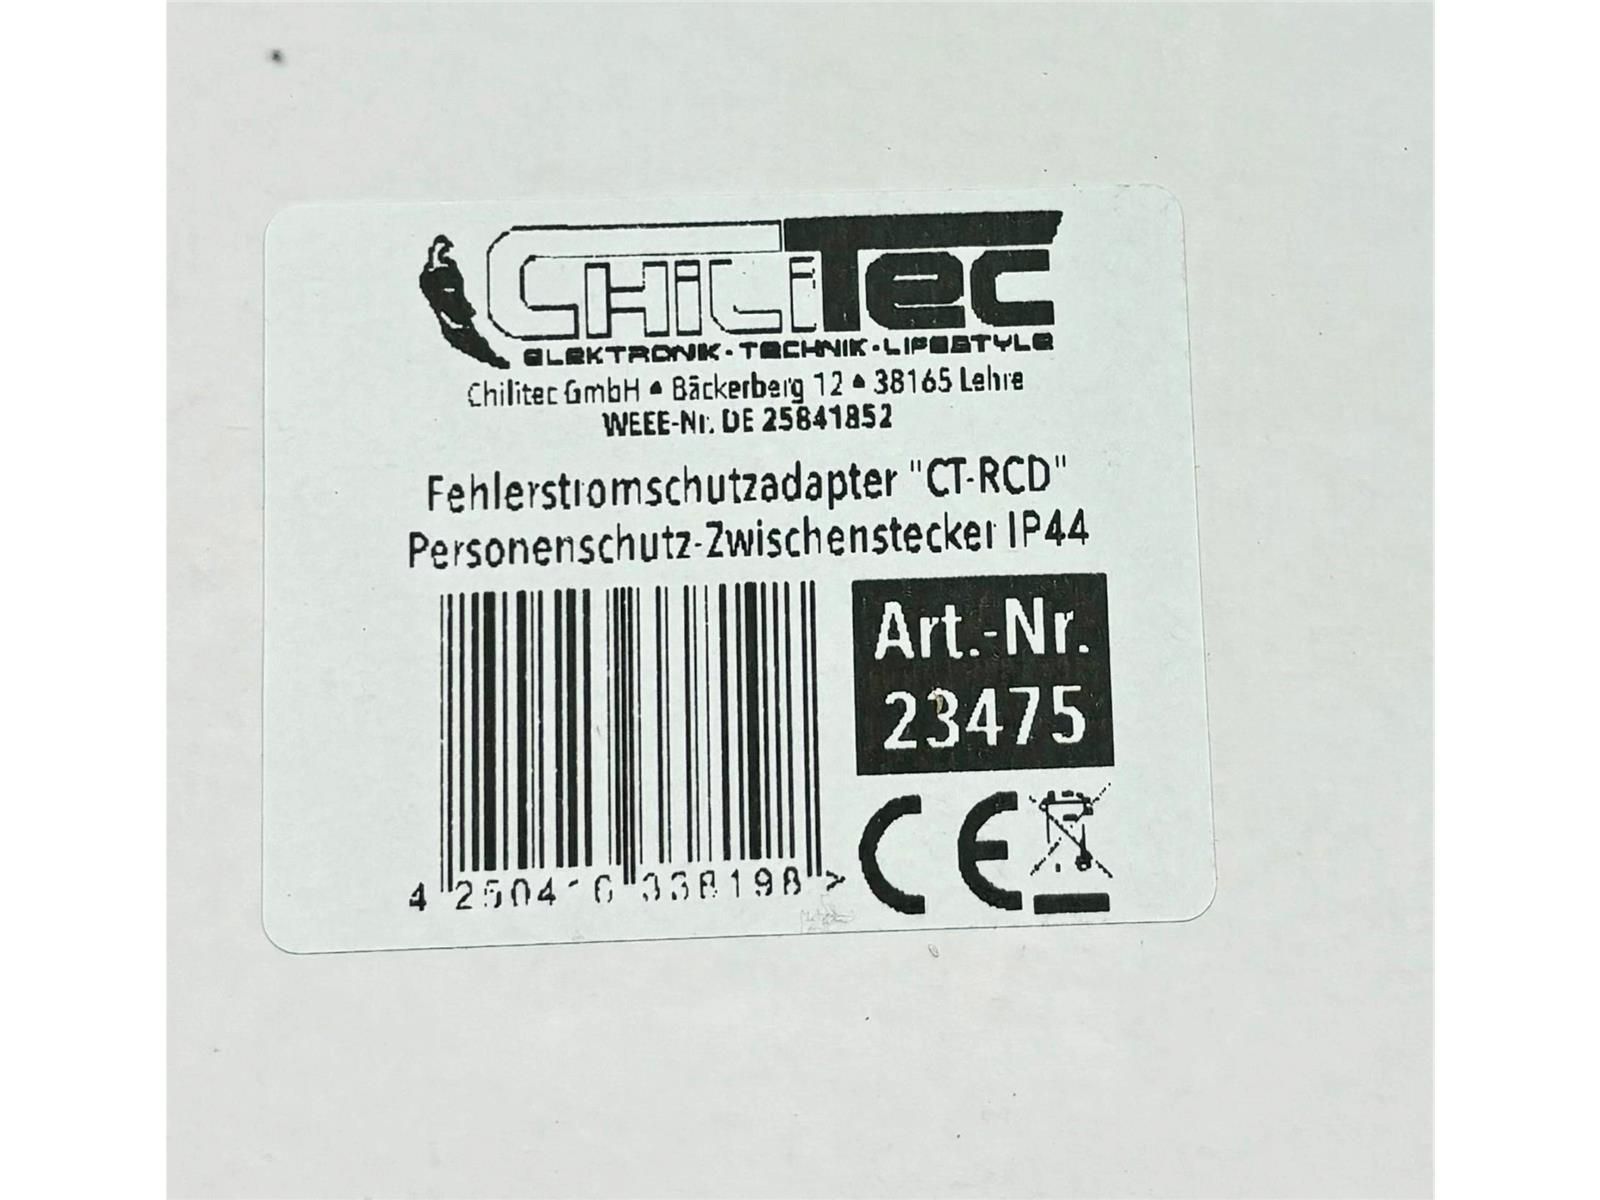 CHILITEC
ELEKTRONIK·TECHNIK·LIFESTYLE
Chilitec GmbH • Bäckerberg 12 • 38165 Lehre
WEEE-Nr. DE 25841852
Fehlerstromschutzadapter "CT-RCD"
Personenschutz-Zwischenstecker IP44
Art.-Nr.
23475
4 250416 338198 >
CE